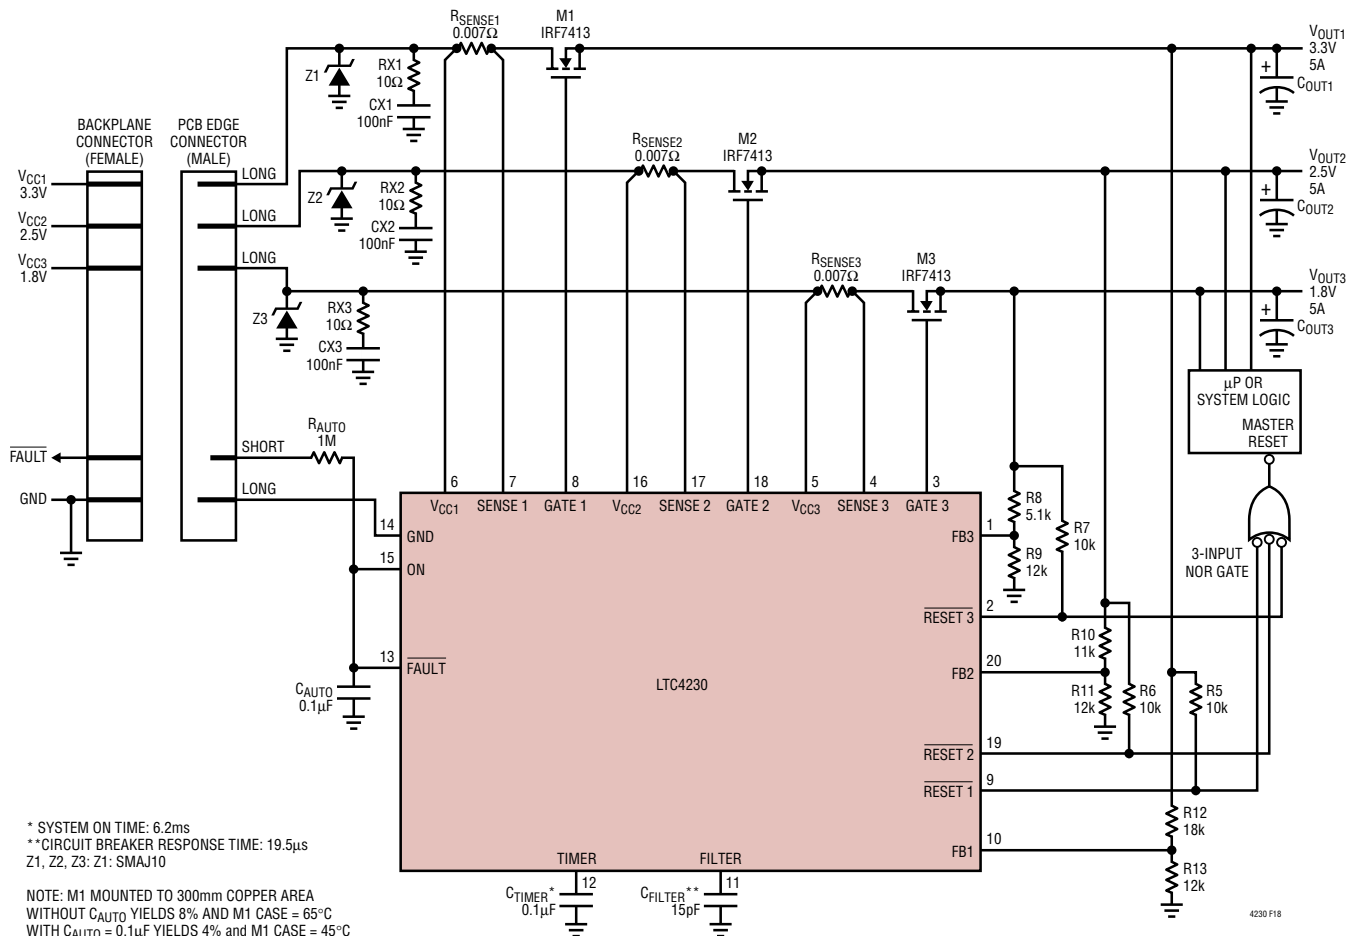 RSENSE1
0.007Ω
M1
IRF7413
VOUT1
3.3V
5A
COUT1
+
Z1
RX1
10Ω
CX1
100nF
BACKPLANE
CONNECTOR
(FEMALE)
PCB EDGE
CONNECTOR
(MALE)
RSENSE2
0.007Ω
M2
IRF7413
VOUT2
2.5V
5A
COUT2
+
VCC1
3.3V
LONG
Z2
RX2
10Ω
CX2
100nF
VCC2
2.5V
LONG
VCC3
1.8V
LONG
RSENSE3
0.007Ω
M3
IRF7413
VOUT3
1.8V
5A
COUT3
+
Z3
RX3
10Ω
CX3
100nF
µP OR
SYSTEM LOGIC
MASTER
RESET
FAULT
SHORT
RAUTO
1M
GND
LONG
6
7
8
16
17
18
5
4
3
VCC1
SENSE 1
GATE 1
VCC2
SENSE 2
GATE 2
VCC3
SENSE 3
GATE 3
14
GND
15
ON
13
FAULT
CAUTO
0.1µF
LTC4230
1
FB3
R8
5.1k
R9
12k
R7
10k
3-INPUT
NOR GATE
2
RESET 3
R10
11k
20
FB2
R11
12k
R6
10k
R5
10k
19
RESET 2
9
RESET 1
R12
18k
10
FB1
R13
12k
TIMER
FILTER
12
11
CTIMER*
0.1µF
CFILTER**
15pF
* SYSTEM ON TIME: 6.2ms
**CIRCUIT BREAKER RESPONSE TIME: 19.5µs
Z1, Z2, Z3: Z1: SMAJ10
NOTE: M1 MOUNTED TO 300mm COPPER AREA
WITHOUT CAUTO YIELDS 8% AND M1 CASE = 65°C
WITH CAUTO = 0.1µF YIELDS 4% and M1 CASE = 45°C
4230 F18